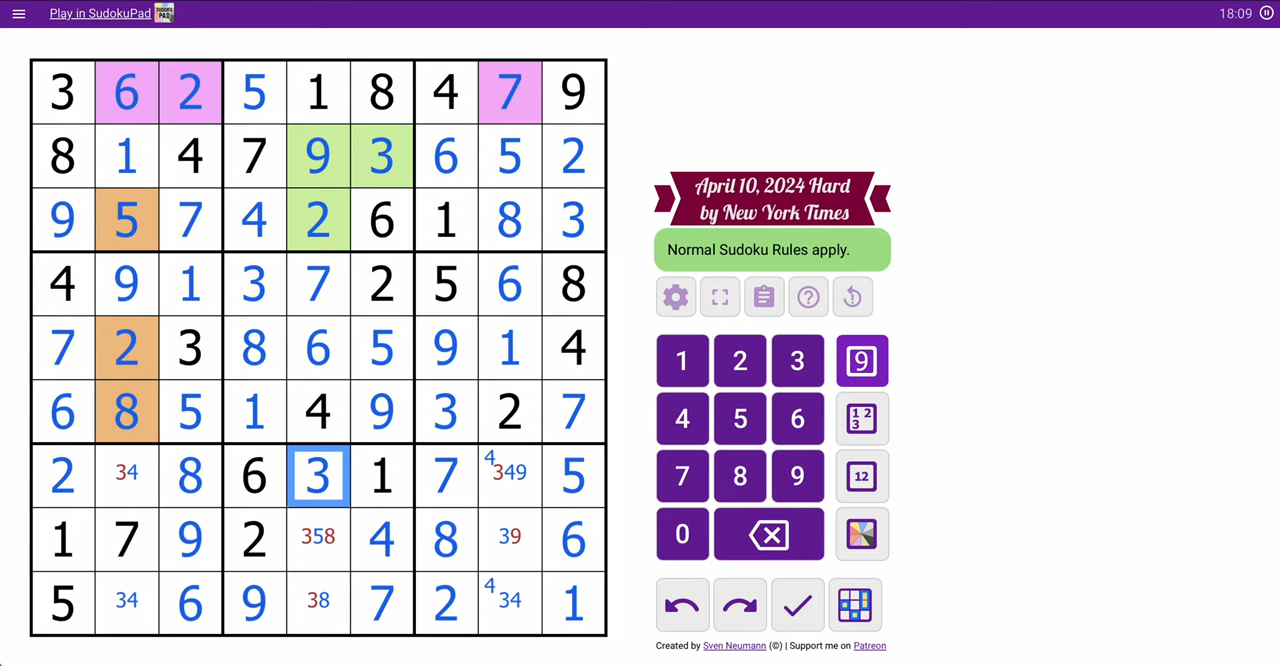 Play in SudokuPad SUDOKU PAD
18:09
3 6 2 5 1 8 4 7 9
8 1 4 7 9 3 6 5 2
9 5 7 4 2 6 1 8 3
4 9 1 3 7 2 5 6 8
7 2 3 8 6 5 9 1 4
6 8 5 1 4 9 3 2 7
2 34 8 6 3 1 7 4 349 5
1 7 9 2 358 4 8 39 6
5 34 6 9 38 7 2 4 34 1
April 10, 2024 Hard
by New York Times
Normal Sudoku Rules apply.
1 2 3 9
4 5 6 1 2 3
7 8 9 12
0
Created by Sven Neumann (©) | Support me on Patreon